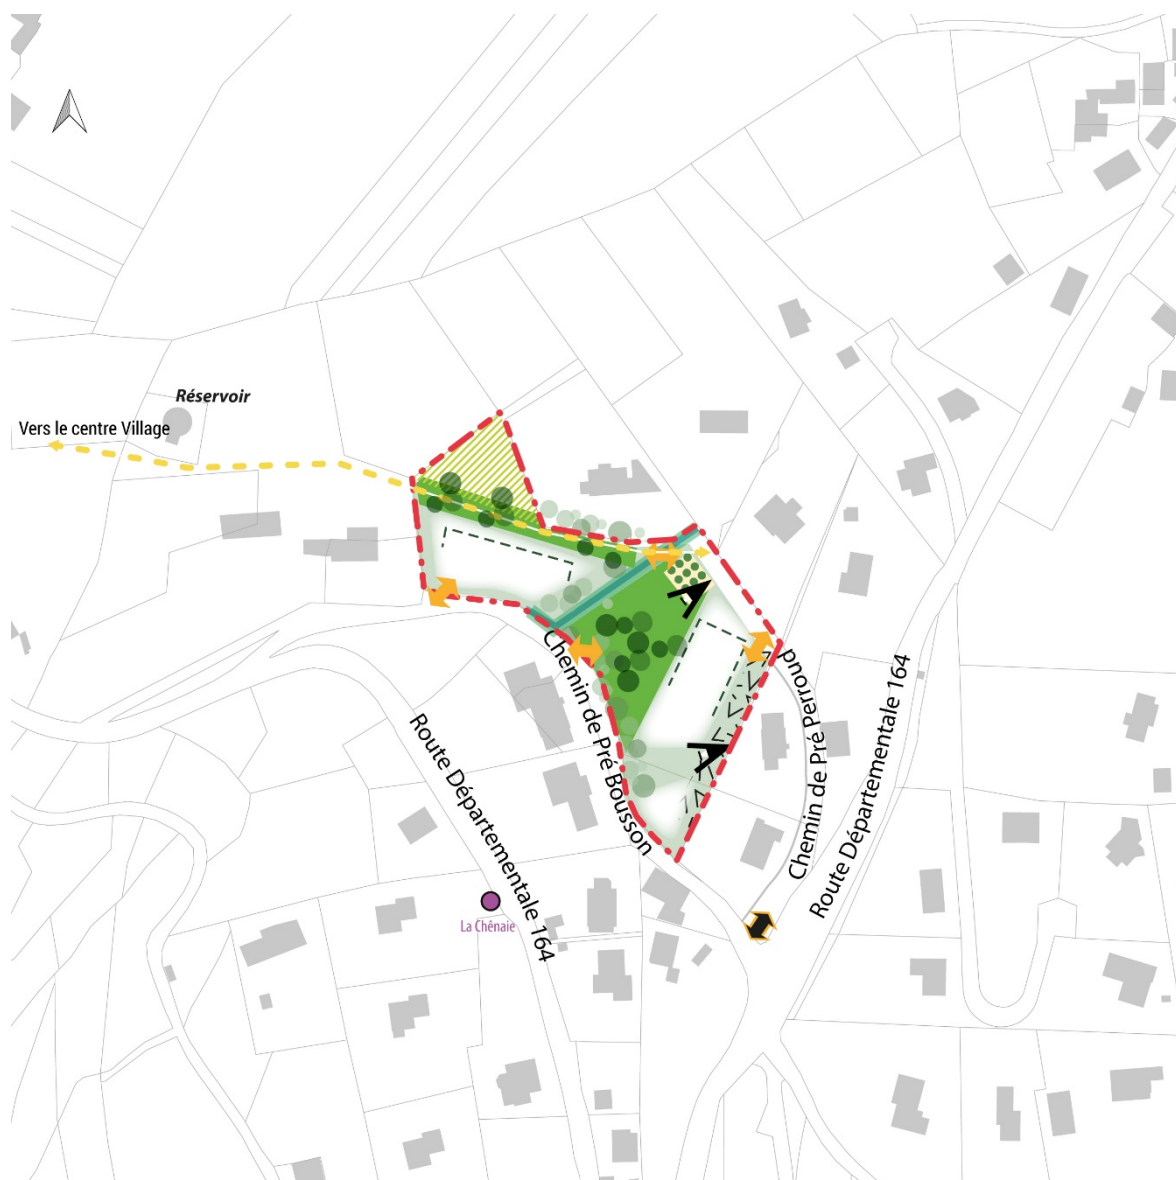 Réservoir
Vers le centre Village
Chemin de Pré Bousson
Chemin de Pré Perroud
Route Départementale 164
Route Départementale 164
La Chênaie